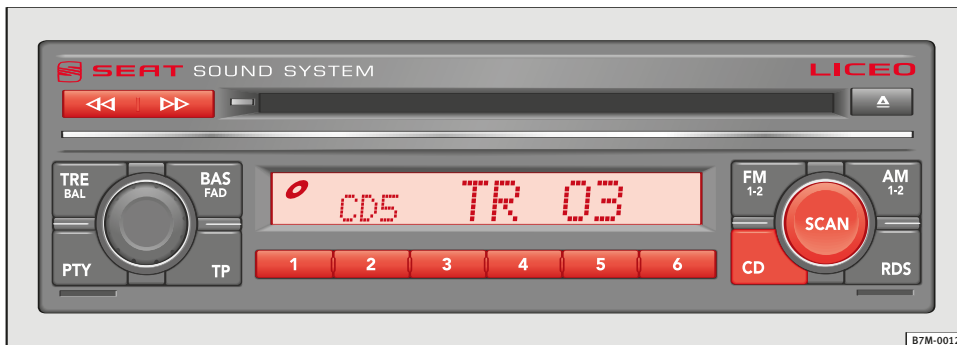 SEAT SOUND SYSTEM LICEO
TRE BAS FM AM
BAL FAD 1-2 1-2
CD5 TR 03
SCAN
PTY TP 1 2 3 4 5 6 CD RDS
B7M-0012